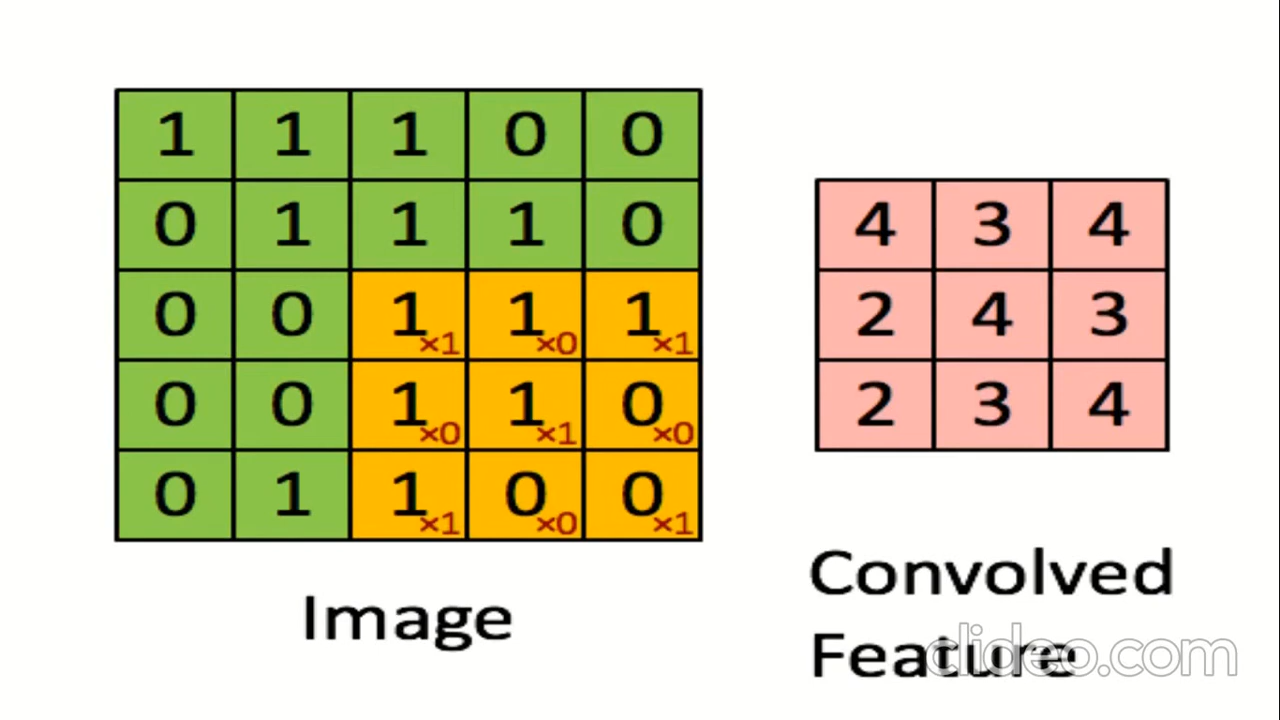 1 1 1 0 0
0 1 1 1 0
0 0 1×1 1×0 1×1
0 0 1×0 1×1 0×0
0 1 1×1 0×0 0×1
4 3 4
2 4 3
2 3 4
Image
Convolved
Feature
clideo.com